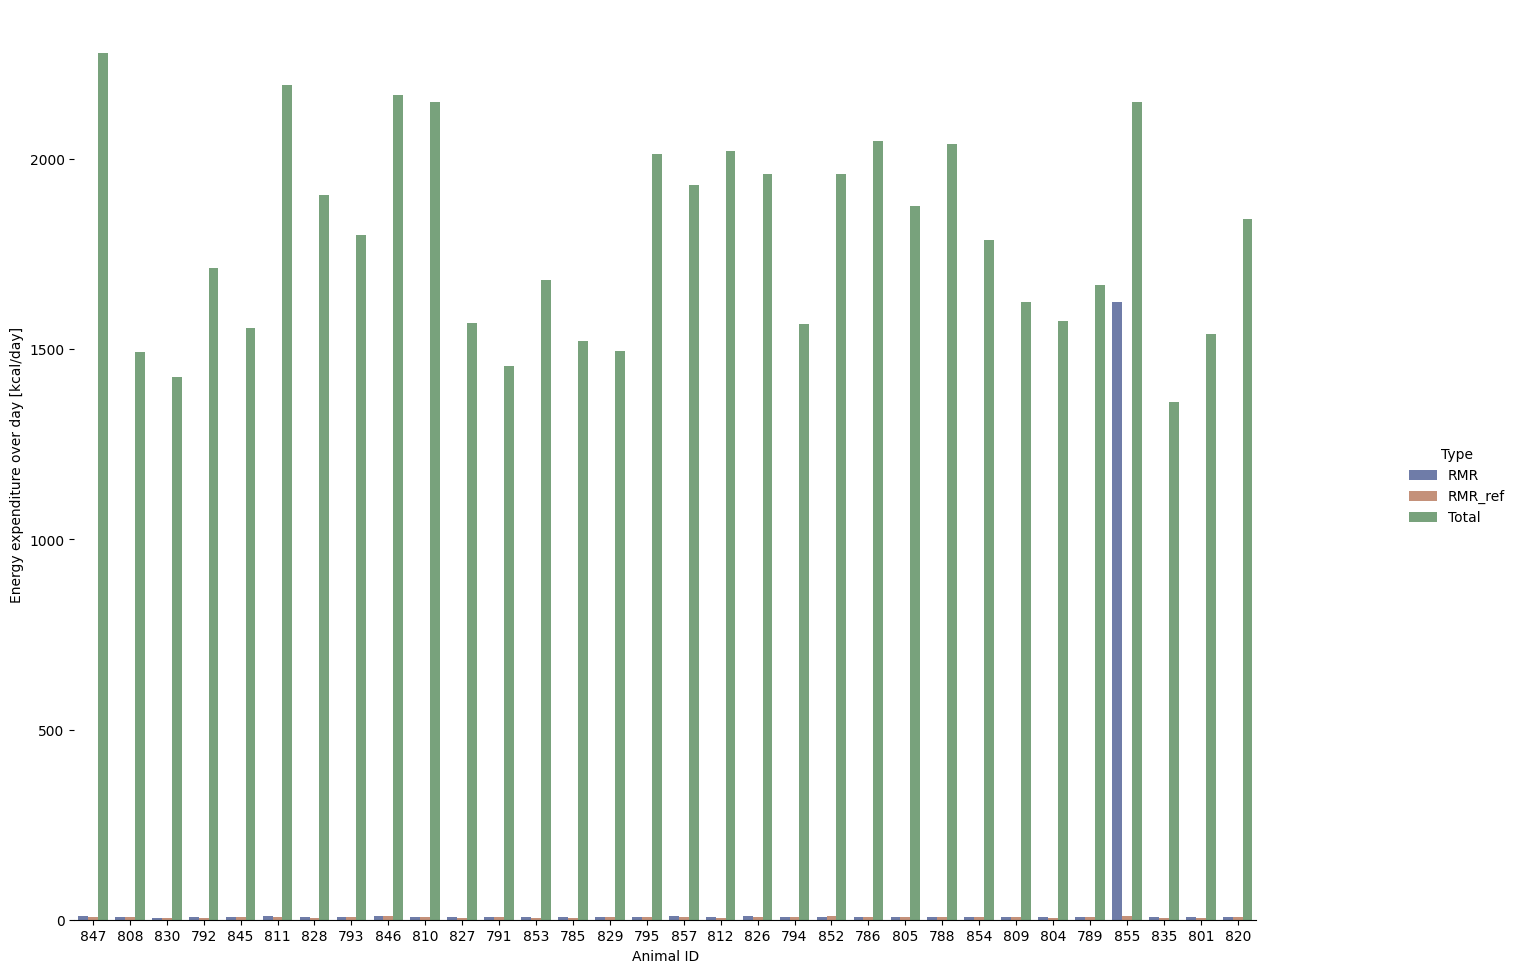 2000
1500
1000
500
0
Energy expenditure over day [kcal/day]
847 808 830 792 845 811 828 793 846 810 827 791 853 785 829 795 857 812 826 794 852 786 805 788 854 809 804 789 855 835 801 820
Animal ID
Type
RMR
RMR_ref
Total